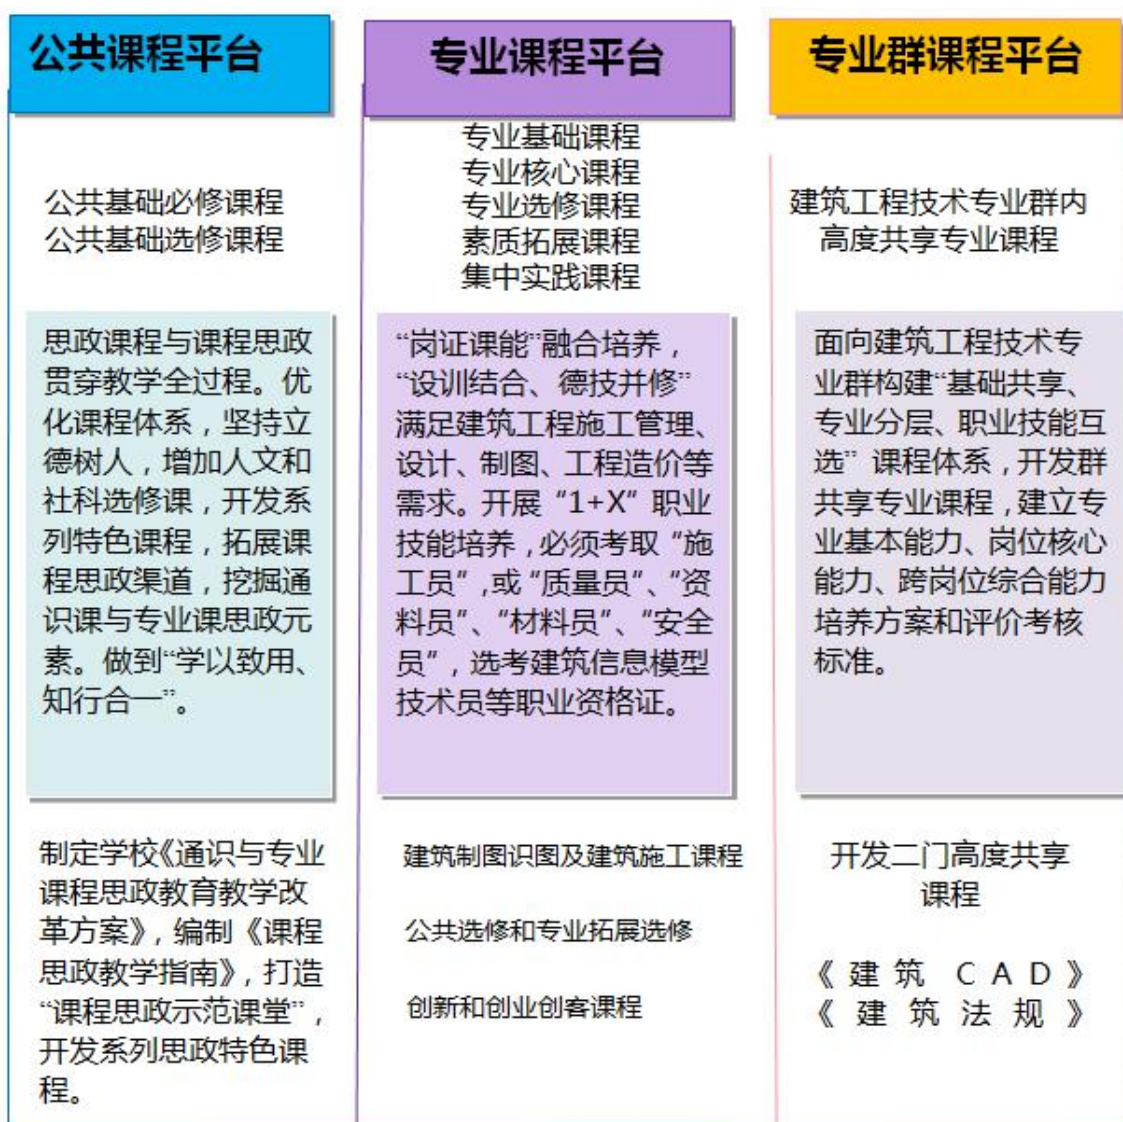 公共课程平台
公共基础必修课程
公共基础选修课程
思政课程与课程思政
贯穿教学全过程。优
化课程体系，坚持立
德树人，增加人文和
社科选修课，开发系
列特色课程，拓展课
程思政渠道，挖掘通
识课与专业课思政元
素。做到“学以致用、
知行合一”。
制定学校《通识与专业
课程思政教育教学改
革方案》，编制《课程
思政教学指南》，打造
“课程思政示范课堂”，
开发系列思政特色课
程。
专业课程平台
专业基础课程
专业核心课程
专业选修课程
素质拓展课程
集中实践课程
“岗证课能”融合培养，
“设训结合、德技并修”
满足建筑工程施工管理、
设计、制图、工程造价等
需求。开展“1+X”职业
技能培养，必须考取“施
工员”,或“质量员”、“资
料员”、“材料员”、“安全
员”，选考建筑信息模型
技术员等职业资格证。
建筑制图识图及建筑施工课程
公共选修和专业拓展选修
创新和创业创客课程
专业群课程平台
建筑工程技术专业群内
高度共享专业课程
面向建筑工程技术专
业群构建“基础共享、
专业分层、职业技能互
选”课程体系，开发群
共享专业课程，建立专
业基本能力、岗位核心
能力、跨岗位综合能力
培养方案和评价考核
标准。
开发二门高度共享
课程
《建筑CAD》
《建筑法规》